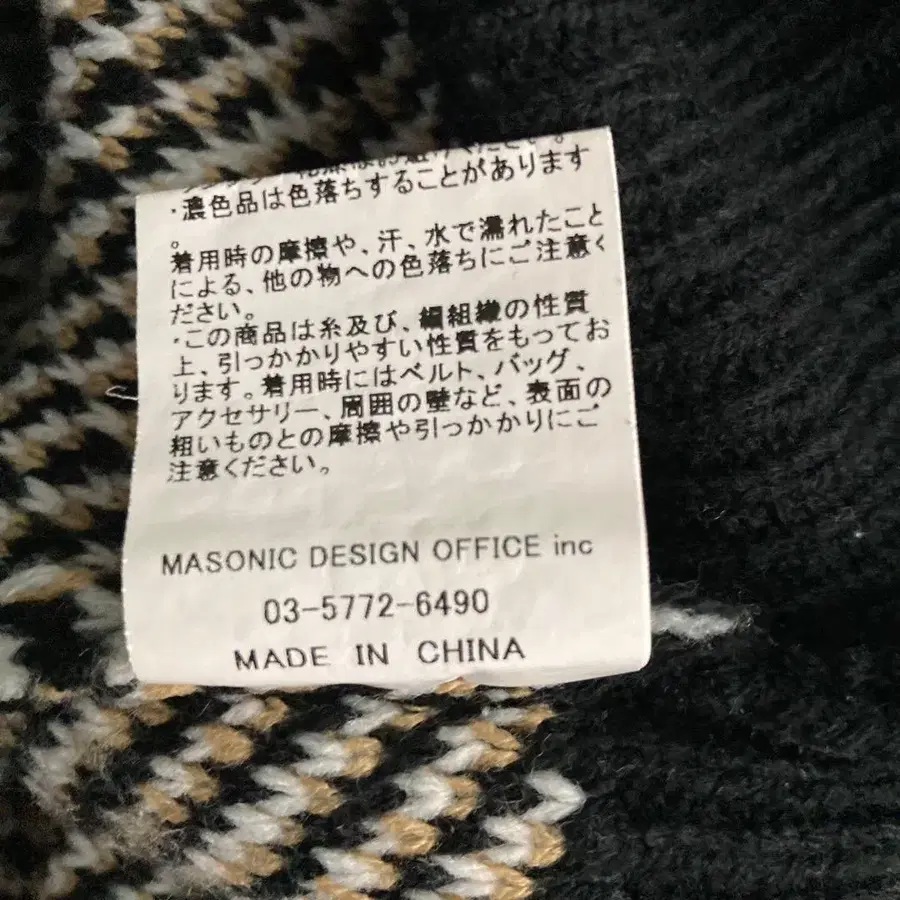 ください。
・濃色品は色落ちすることがあります
。
着用時の摩擦や、汗、水で濡れたこと
による、他の物への色落ちにご注意く
ださい。
・この商品は糸及び、編組織の性質
上、引っかかりやすい性質をもってお
ります。着用時にはベルト、バッグ、
アクセサリー、周囲の壁など、表面の
粗いものとの摩擦や引っかかりにご
注意ください。
MASONIC DESIGN OFFICE inc
03-5772-6490
MADE IN CHINA